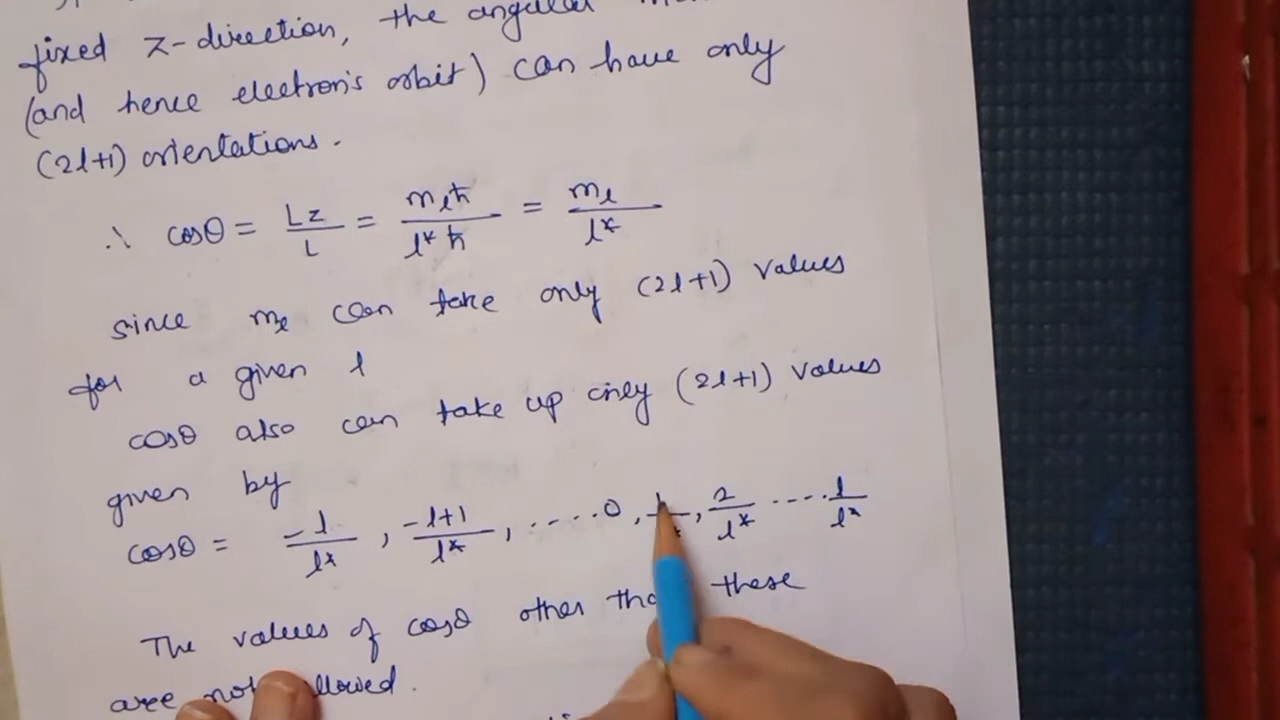 fixed z-direction, the angular
(and hence electron's orbit) can have only
(2l+1) orientations.
∴ cosθ = Lz/L = mₗħ/l*ħ = mₗ/l*
since mₗ can take only (2l+1) values
for a given l
cosθ also can take up only (2l+1) values
given by
cosθ = -l/l*, -l+1/l*, ....0, , 2/l* ....l/l*
The values of cosθ other these
are allowed.